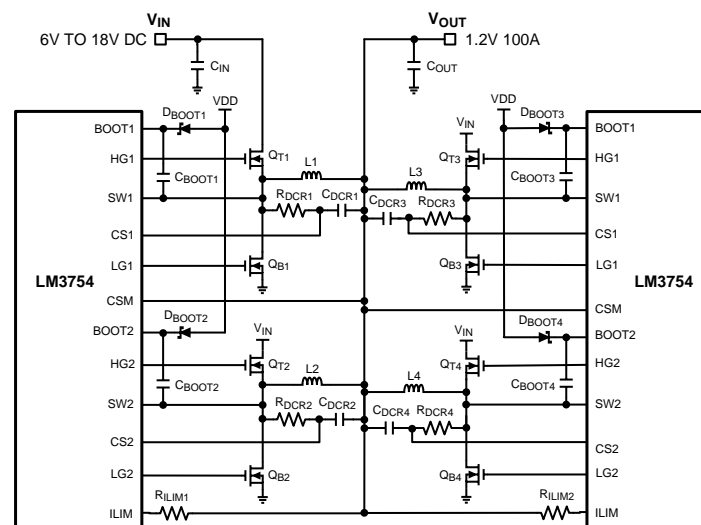 VIN
VOUT
6V TO 18V DC
1.2V 100A
CIN
COUT
DBOOT1
VDD
VDD
DBOOT3
BOOT1
VIN
BOOT1
HG1
QT1
L1
L3
QT3
HG1
CBOOT1
CBOOT3
SW1
RDCR1
CDCR1
CDCR3
RDCR3
SW1
CS1
CS1
LG1
QB1
QB3
LG1
LM3754
LM3754
CSM
CSM
DBOOT2
DBOOT4
BOOT2
VIN
VIN
BOOT2
HG2
QT2
L2
L4
QT4
HG2
CBOOT2
CBOOT4
SW2
RDCR2
CDCR2
CDCR4
RDCR4
SW2
CS2
CS2
LG2
QB2
QB4
LG2
RILIM1
RILIM2
ILIM
ILIM